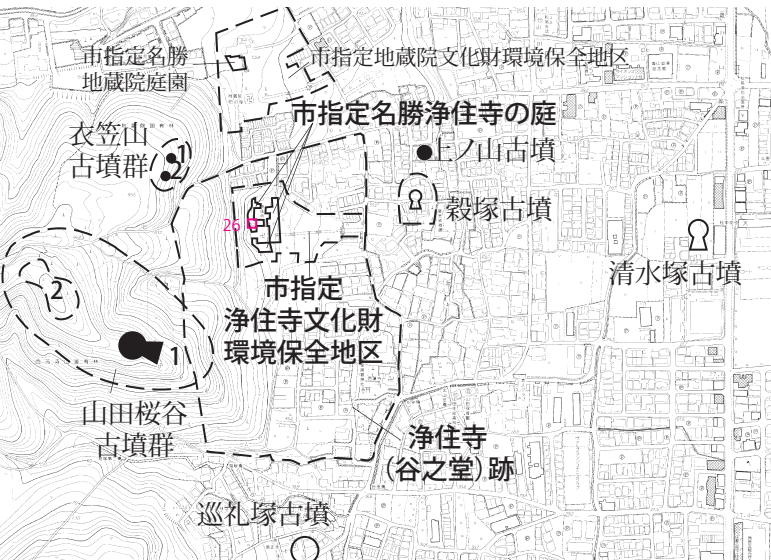 市指定名勝
地蔵院庭園
市指定地蔵院文化財環境保全地区
市指定名勝浄住寺の庭
衣笠山
古墳群
1
2
上ノ山古墳
穀塚古墳
26
清水塚古墳
2
市指定
浄住寺文化財
環境保全地区
1
山田桜谷
古墳群
浄住寺
(谷之堂)跡
巡礼塚古墳